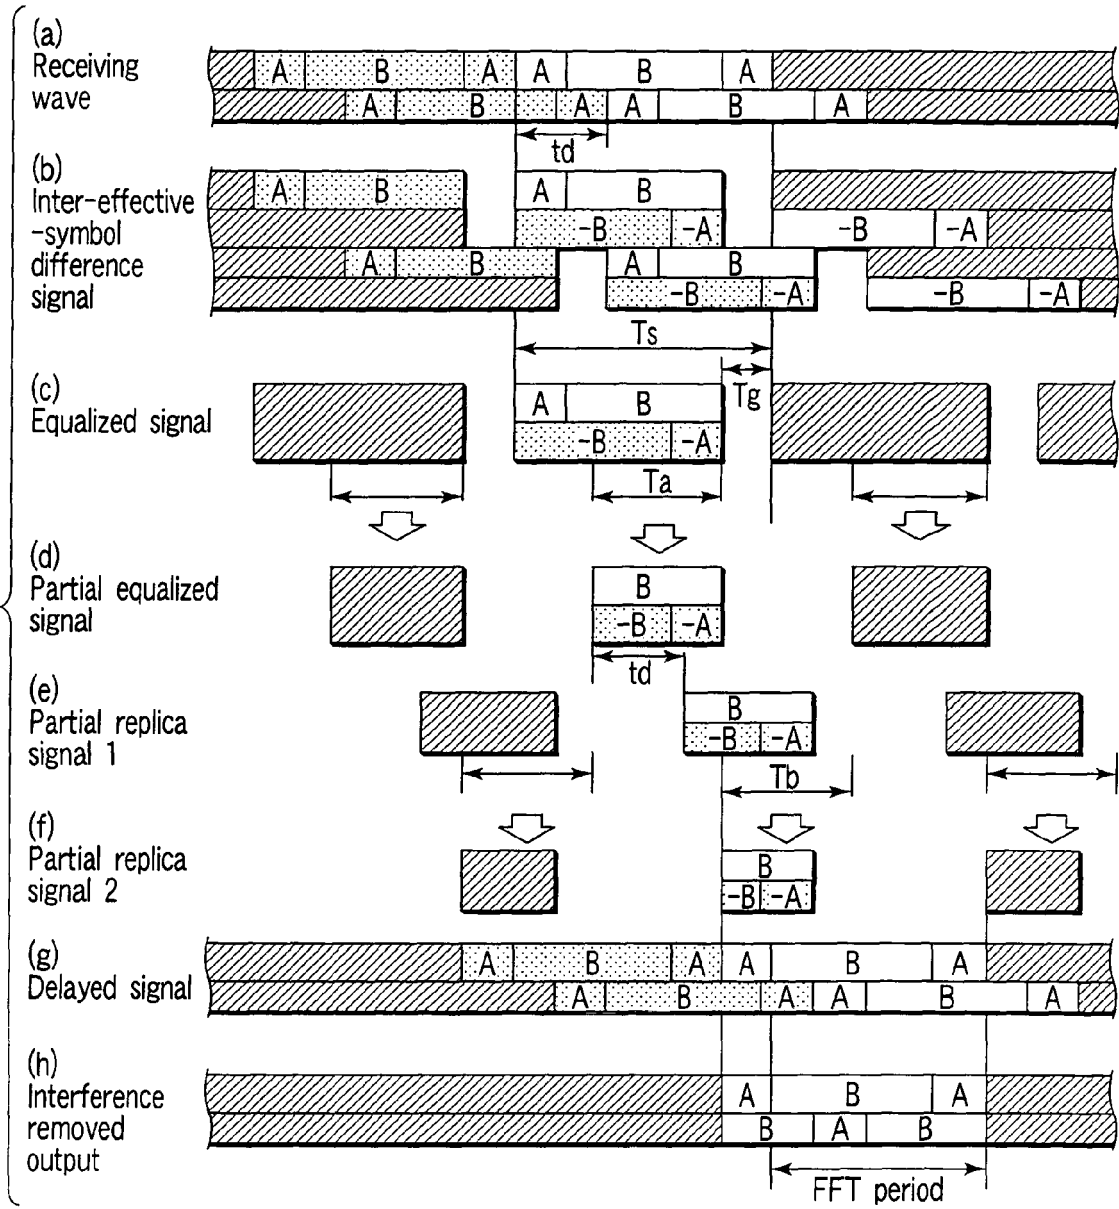 (a)
Receiving
wave
A B A A B A
A B A A B A
td
(b)
Inter-effective
-symbol
difference
signal
A B A B
-B -A -B -A
A B A B
-B -A -B -A
Ts
Tg
(c)
Equalized signal
A B
-B -A
Ta
(d)
Partial equalized
signal
B
-B -A
td
(e)
Partial replica
signal 1
B
-B -A
Tb
(f)
Partial replica
signal 2
B
-B -A
(g)
Delayed signal
A B A A B A
A B A A B A
(h)
Interference
removed
output
A B A
B A B
FFT period